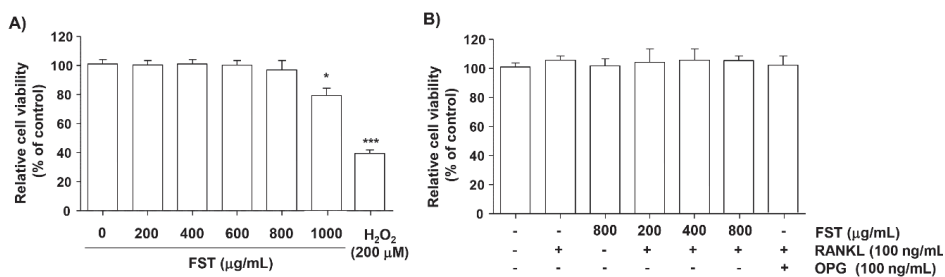 A)
Relative cell viability
(% of control)
120
100
80
60
40
20
0
*
***
0 200 400 600 800 1000 H₂O₂
FST (μg/mL) (200 μM)
B)
Relative cell viability
(% of control)
120
100
80
60
40
20
0
- - 800 200 400 800 - FST (μg/mL)
- + - + + + + RANKL (100 ng/mL
- - - - - - + OPG (100 ng/mL)